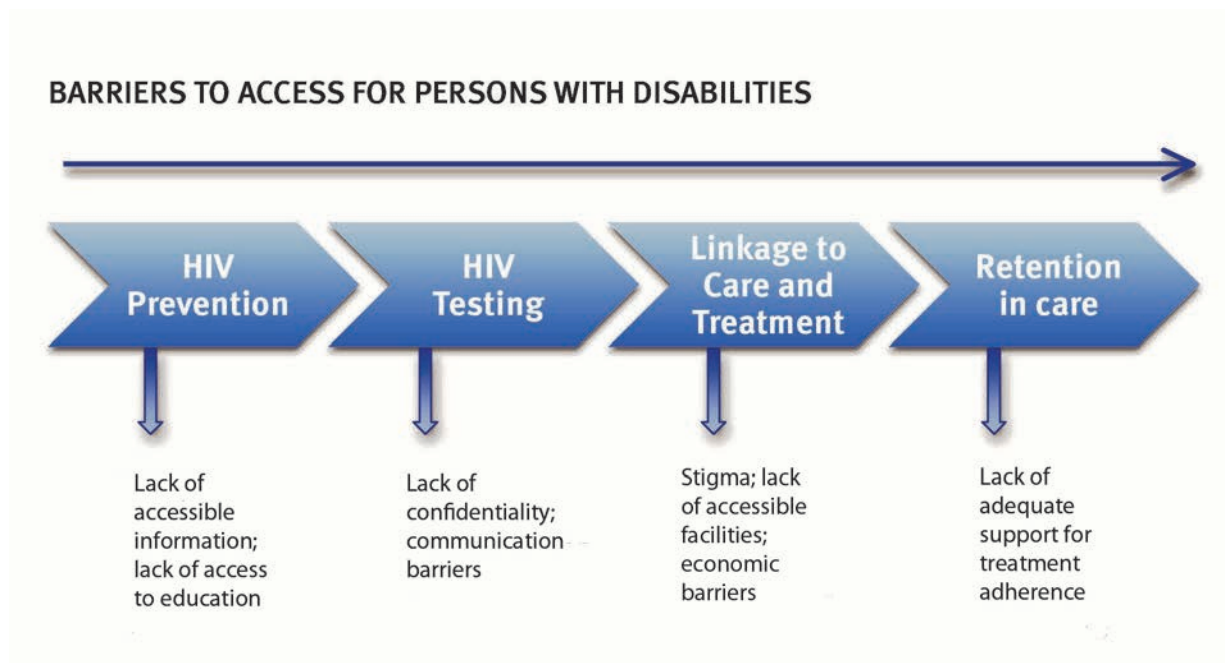 BARRIERS TO ACCESS FOR PERSONS WITH DISABILITIES
HIV
Prevention
HIV
Testing
Linkage to
Care and
Treatment
Retention
in care
Lack of
accessible
information;
lack of access
to education
Lack of
confidentiality;
communication
barriers
Stigma; lack
of accessible
facilities;
economic
barriers
Lack of
adequate
support for
treatment
adherence